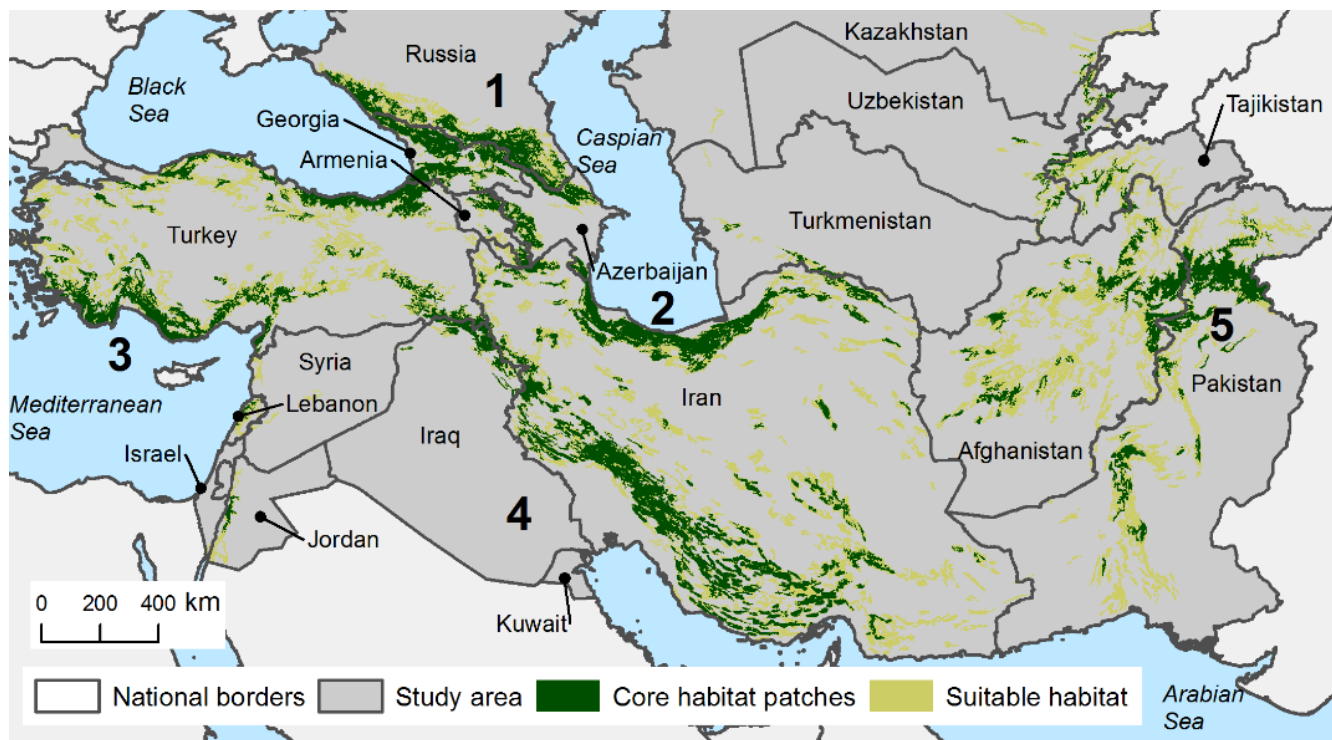 Kazakhstan
Russia
1
Black
Sea
Uzbekistan
Georgia
Tajikistan
Caspian
Sea
Armenia
Turkmenistan
Turkey
Azerbaijan
2
5
3
Syria
Pakistan
Iran
Mediterranean
Sea
Lebanon
Iraq
Afghanistan
Israel
4
Jordan
0 200 400 km
Kuwait
National borders
Study area
Core habitat patches
Suitable habitat
Arabian
Sea